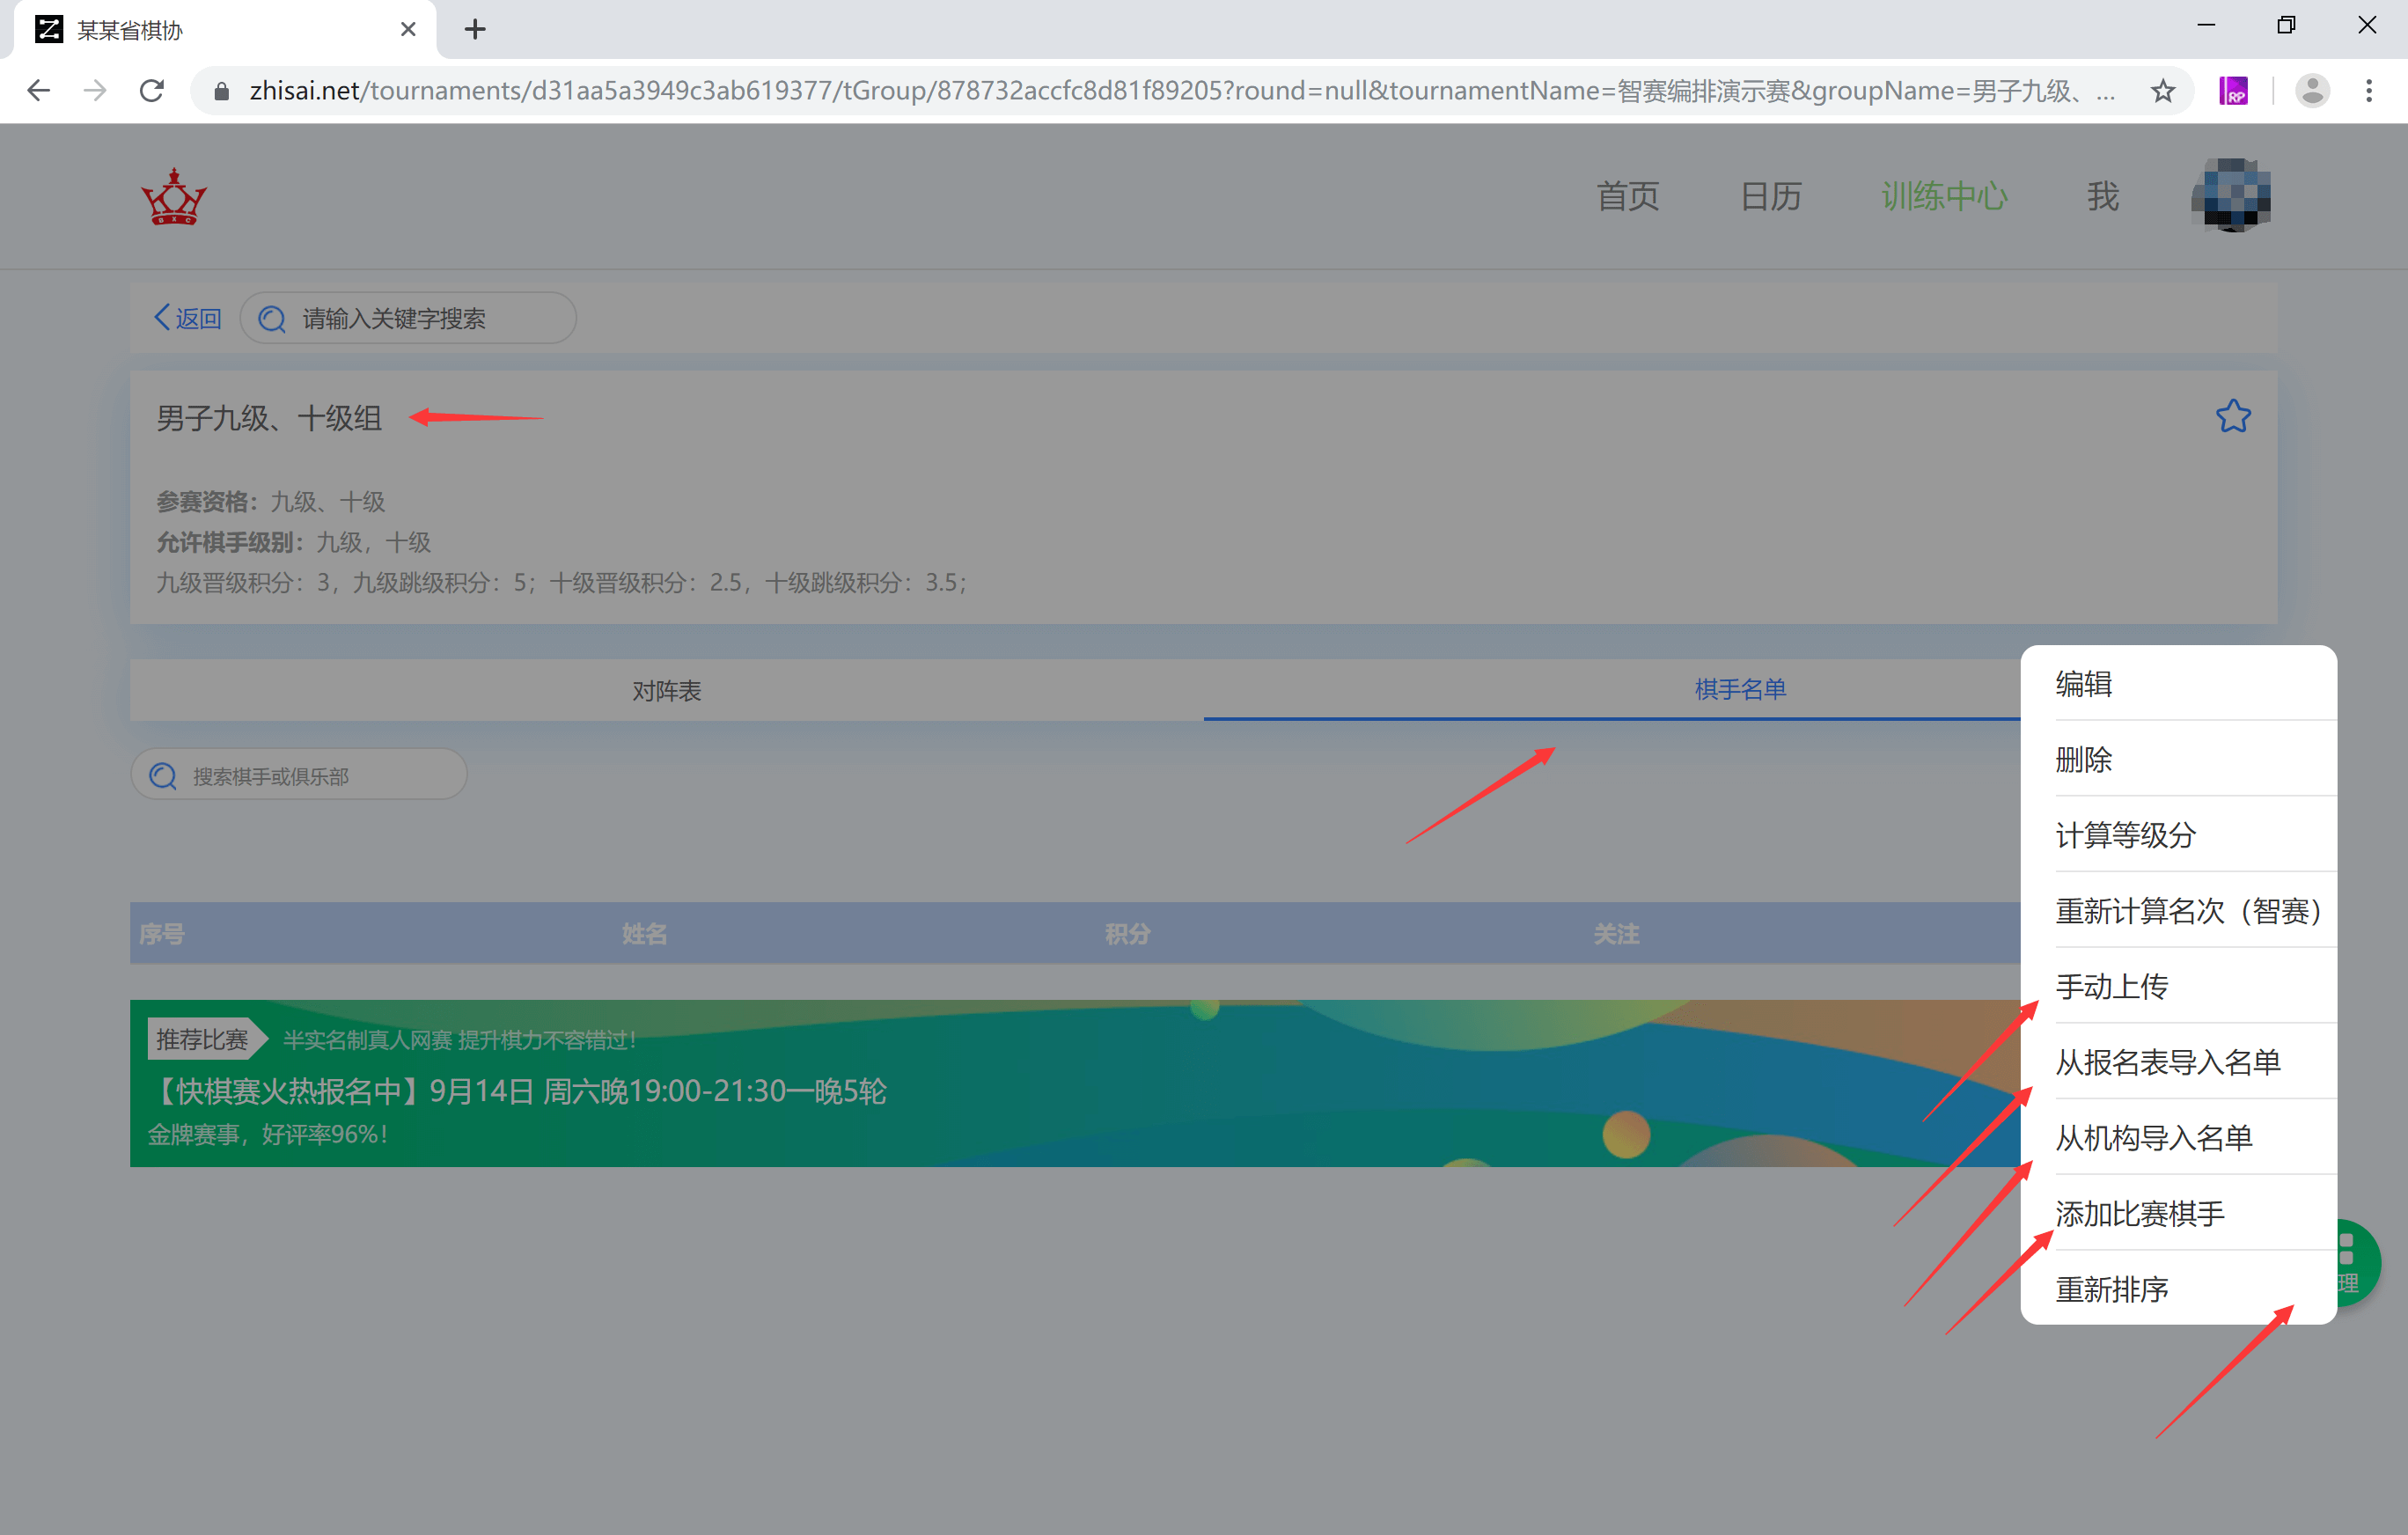 某某省棋协
zhisai.net/tournaments/d31aa5a3949c3ab619377/tGroup/878732accfc8d81f89205?round=null&tournamentName=智赛编排演示赛&groupName=男子九级、...
RP
BXC
首页 日历 训练中心 我
返回 请输入关键字搜索
男子九级、十级组
参赛资格：九级、十级
允许棋手级别：九级，十级
九级晋级积分：3，九级跳级积分：5；十级晋级积分：2.5，十级跳级积分：3.5；
对阵表 棋手名单
搜索棋手或俱乐部
序号 姓名 积分 关注
推荐比赛 半实名制真人网赛 提升棋力不容错过！
【快棋赛火热报名中】9月14日 周六晚19:00-21:30一晚5轮
金牌赛事，好评率96%！
编辑
删除
计算等级分
重新计算名次（智赛）
手动上传
从报名表导入名单
从机构导入名单
添加比赛棋手
重新排序
理